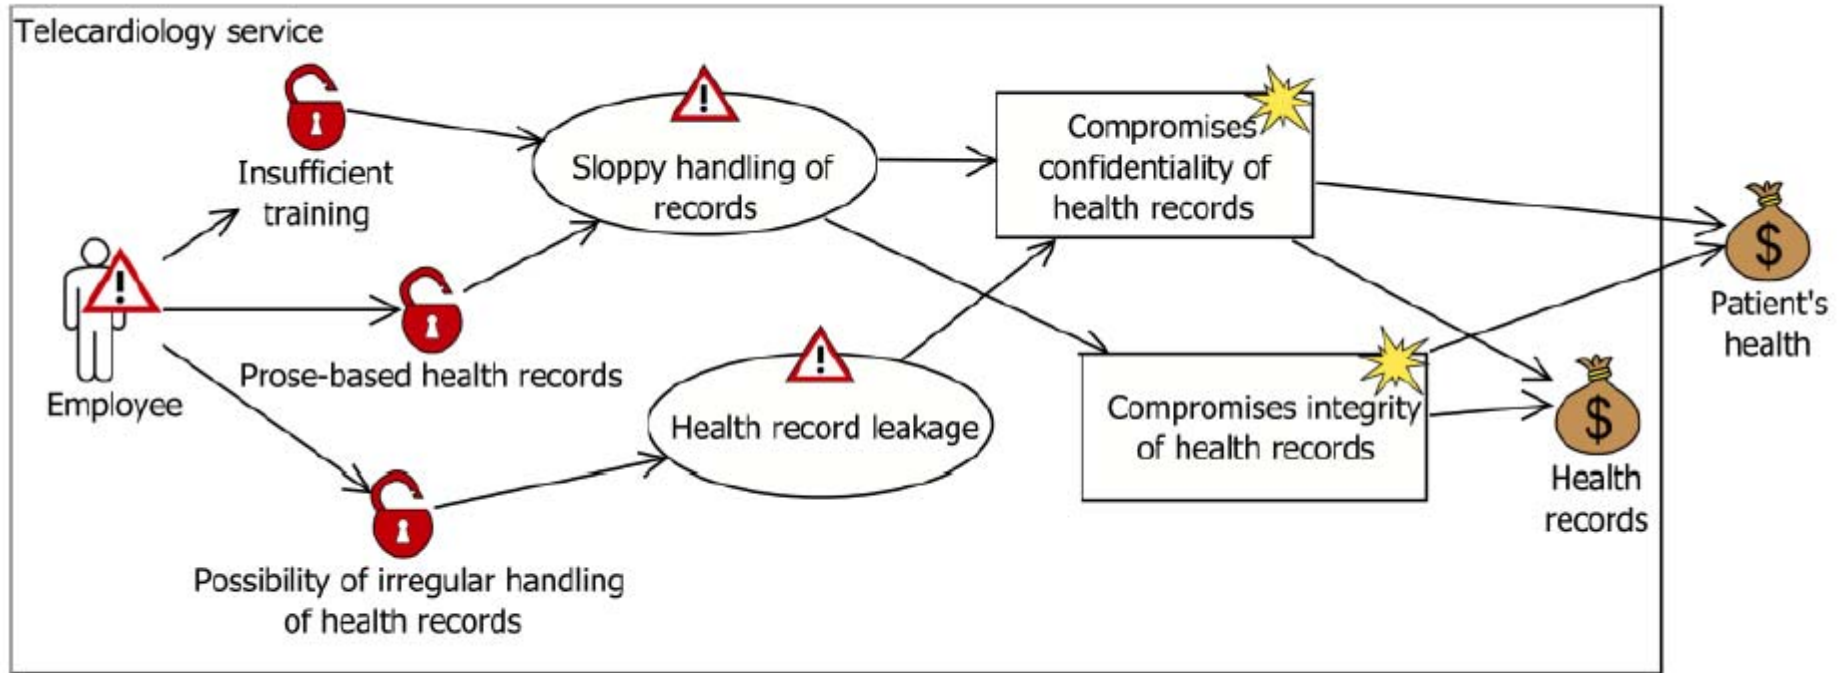 Telecardiology service
Insufficient
training
Sloppy handling of
records
Compromises
confidentiality of
health records
Patient's
health
Employee
Prose-based health records
Health record leakage
Compromises integrity
of health records
Health
records
Possibility of irregular handling
of health records
!
!
!
$
$